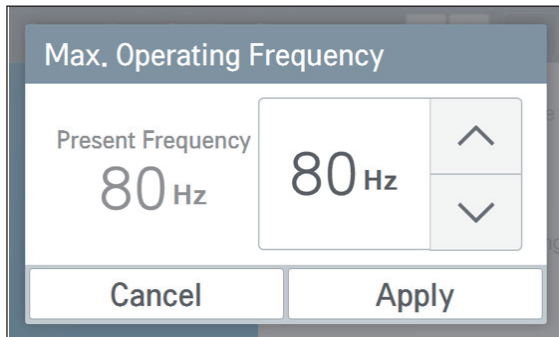 Max. Operating Frequency
Present Frequency
80 Hz
80 Hz
Cancel
Apply